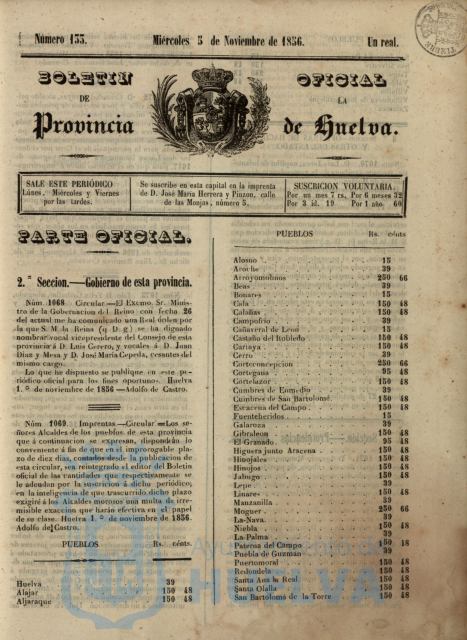 Número 133. Miércoles 5 de Noviembre de 1856. Un real.
BOLETIN OFICIAL
DE LA
Provincia de Huelva.
SALE ESTE PERIÓDICO
Lúnes, Miércoles y Viernes
por las tardes.
Se suscribe en esta capital en la imprenta
de D. José María Herrera y Pinzon, calle
de las Monjas, número 5.
SUSCRICION VOLUNTARIA.
Por un mes 7 rs. Por 6 meses 32
Por 3 id. 19 Por 1 año. 60
PARTE OFICIAL.
2.ª Seccion.—Gobierno de esta provincia.
Núm. 1068. Circular.—El Excmo. Sr. Minis-
tro de la Gobernacion del Reino con fecha 26
del actual me ha comunicado una Real órden por
la que S. M. la Reina (q. D. g.) se ha dignado
nombrar vocal vicepresidente del Consejo de esta
provincia á D. Luis Cerero, y vocales á D. Juan
Diaz y Mesa y D. José María Cepeda, cesantes del
mismo cargo.
Lo que he dispuesto se publique en este pe-
riódico oficial para los fines oportunos. Huelva
1.º de noviembre de 1856—Adolfo de Castro.
Núm. 1069. Imprentas.—Circular.—Los se-
ñores Alcaldes de los pueblos de esta provincia
que á continuacion se expresan, dispondrán lo
conveniente á fin de que en el improrogable pla-
zo de diez dias, contados desde la publicacion de
esta circular, sea reintegrado el editor del Boletin
oficial de las cantidades que respectivamente se
le adeudan por la suscricion á dicho periódico,
en la inteligencia de que trascurrido dicho plazo
exigiré á los Alcaldes morosos una multa de irre-
misible exaccion que harán efectiva en el papel
de su clase. Huelva 1.º de noviembre de 1856.
Adolfo de Castro.
PUEBLOS Rs. cénts.
Huelva 39
Alajar 150 48
Aljaraque 150 48
PUEBLOS Rs. cénts
Alosno 15
Aroche 39
Arroyomolinos 250 66
Beas 39
Bonares 15
Cala 150 48
Calañas 150 48
Campofrio 39
Cañaveral de Leon 15
Castaño del Robledo 150 48
Cartaya 150 48
Cerro 39
Corteconcepcion 250 66
Cortegana 95 48
Cortelazor 150 48
Cumbres de Enmedio 39
Cumbres de San Bartolomé 150 48
Escacena del Campo 150 48
Fuenteheridos 15
Galaroza 39
Gibraleon 150 48
El Granado 95 48
Higuera junto Aracena 150 48
Hinojales 150 48
Hinojos 150 48
Jabugo 150 48
Lepe 39
Linares 150 48
Manzanilla 39
Moguer 250 66
La-Nava 39
Niebla 150 48
La-Palma 39
Paterna del Campo 150 18
Puebla de Guzman 39
Puertomoral 150 48
Redondela 150 48
Santa Ana la Real 150 48
Santa Olalla 150 48
San Bartolomé de la Torre 150 48
Ayuntamiento de
HUELVA